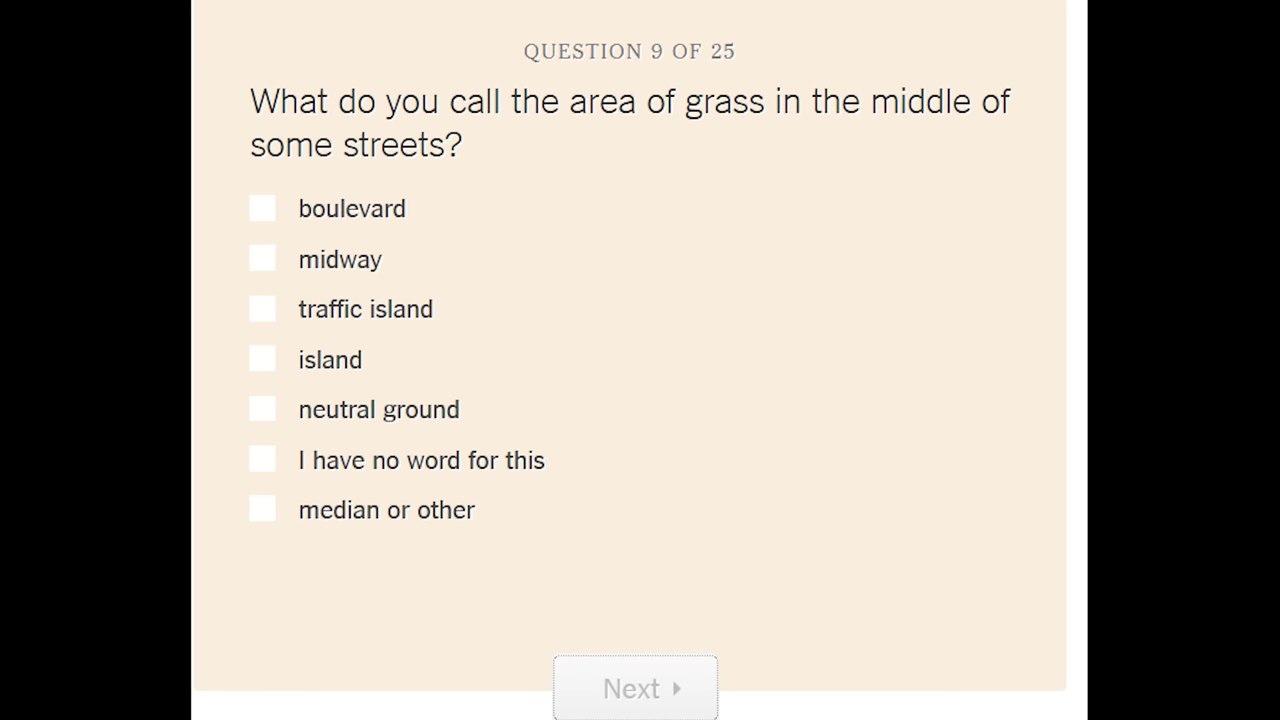 QUESTION 9 OF 25
What do you call the area of grass in the middle of
some streets?
boulevard
midway
traffic island
island
neutral ground
I have no word for this
median or other
Next